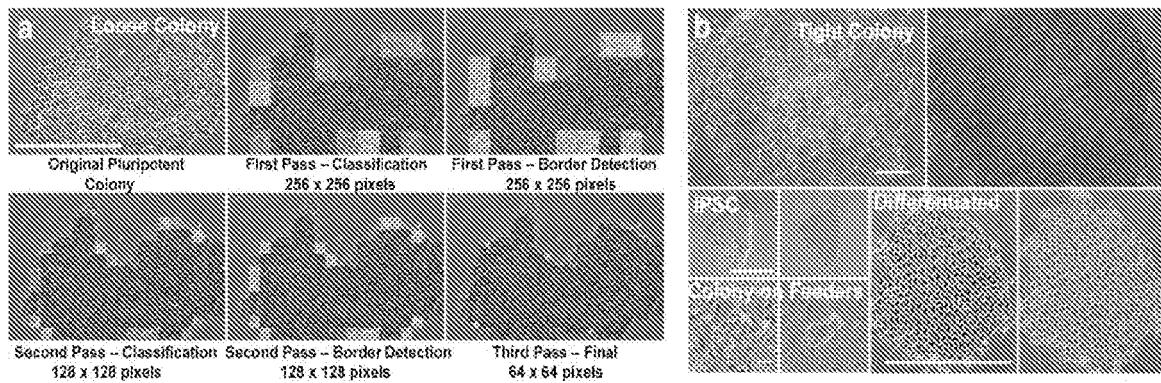 a
Loose Colony
Original Pluripotent
Colony
First Pass – Classification
256 x 256 pixels
First Pass – Border Detection
256 x 256 pixels
Second Pass – Classification
128 x 128 pixels
Second Pass – Border Detection
128 x 128 pixels
Third Pass – Final
64 x 64 pixels
b
Tight Colony
iPSC
Differentiated
Colony on Feeders